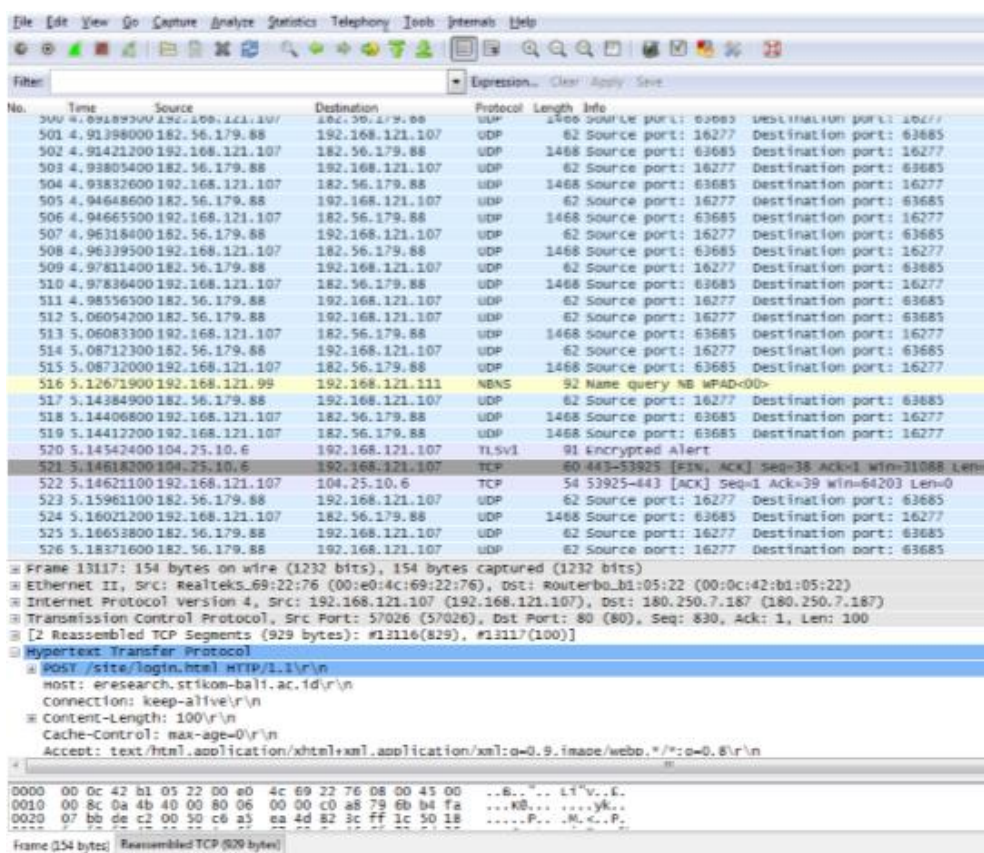 File Edit View Go Capture Analyze Statistics Telephony Tools Internals Help
Filter: Expression... Clear Apply Save
No. Time Source Destination Protocol Length Info
500 4.89189500 192.168.121.107 182.56.179.88 UDP 1468 Source port: 63685 Destination port: 16277
501 4.91398000 182.56.179.88 192.168.121.107 UDP 62 Source port: 16277 Destination port: 63685
502 4.91421200 192.168.121.107 182.56.179.88 UDP 1468 Source port: 63685 Destination port: 16277
503 4.93805400 182.56.179.88 192.168.121.107 UDP 62 Source port: 16277 Destination port: 63685
504 4.93832600 192.168.121.107 182.56.179.88 UDP 1468 Source port: 63685 Destination port: 16277
505 4.94648600 182.56.179.88 192.168.121.107 UDP 62 Source port: 16277 Destination port: 63685
506 4.94665500 192.168.121.107 182.56.179.88 UDP 1468 Source port: 63685 Destination port: 16277
507 4.96318400 182.56.179.88 192.168.121.107 UDP 62 Source port: 16277 Destination port: 63685
508 4.96339500 192.168.121.107 182.56.179.88 UDP 1468 Source port: 63685 Destination port: 16277
509 4.97811400 182.56.179.88 192.168.121.107 UDP 62 Source port: 16277 Destination port: 63685
510 4.97836400 192.168.121.107 182.56.179.88 UDP 1468 Source port: 63685 Destination port: 16277
511 4.98556500 182.56.179.88 192.168.121.107 UDP 62 Source port: 16277 Destination port: 63685
512 5.06054200 182.56.179.88 192.168.121.107 UDP 62 Source port: 16277 Destination port: 63685
513 5.06083300 192.168.121.107 182.56.179.88 UDP 1468 Source port: 63685 Destination port: 16277
514 5.08712300 182.56.179.88 192.168.121.107 UDP 62 Source port: 16277 Destination port: 63685
515 5.08732000 192.168.121.107 182.56.179.88 UDP 1468 Source port: 63685 Destination port: 16277
516 5.12671900 192.168.121.99 192.168.121.111 NBNS 92 Name query NB WPAD<00>
517 5.14384900 182.56.179.88 192.168.121.107 UDP 62 Source port: 16277 Destination port: 63685
518 5.14406800 192.168.121.107 182.56.179.88 UDP 1468 Source port: 63685 Destination port: 16277
519 5.14412200 192.168.121.107 182.56.179.88 UDP 1468 Source port: 63685 Destination port: 16277
520 5.14542400 104.25.10.6 192.168.121.107 TLSv1 91 Encrypted Alert
521 5.14618200 104.25.10.6 192.168.121.107 TCP 60 443→53925 [FIN, ACK] Seq=38 Ack=1 Win=31088 Len=
522 5.14621100 192.168.121.107 104.25.10.6 TCP 54 53925→443 [ACK] Seq=1 Ack=39 Win=64203 Len=0
523 5.15961100 182.56.179.88 192.168.121.107 UDP 62 Source port: 16277 Destination port: 63685
524 5.16021200 192.168.121.107 182.56.179.88 UDP 1468 Source port: 63685 Destination port: 16277
525 5.16653800 182.56.179.88 192.168.121.107 UDP 62 Source port: 16277 Destination port: 63685
526 5.18371600 182.56.179.88 192.168.121.107 UDP 62 Source port: 16277 Destination port: 63685
Frame 13117: 154 bytes on wire (1232 bits), 154 bytes captured (1232 bits)
Ethernet II, Src: RealtekS_69:22:76 (00:e0:4c:69:22:76), Dst: Routerbo_b1:05:22 (00:0c:42:b1:05:22)
Internet Protocol Version 4, Src: 192.168.121.107 (192.168.121.107), Dst: 180.250.7.187 (180.250.7.187)
Transmission Control Protocol, Src Port: 57026 (57026), Dst Port: 80 (80), Seq: 830, Ack: 1, Len: 100
[2 Reassembled TCP Segments (929 bytes): #13116(829), #13117(100)]
Hypertext Transfer Protocol
POST /site/login.html HTTP/1.1\r\n
Host: eresearch.stikom-bali.ac.id\r\n
Connection: keep-alive\r\n
Content-Length: 100\r\n
Cache-Control: max-age=0\r\n
Accept: text/html,application/xhtml+xml,application/xml;q=0.9,image/webp,*/*;q=0.8\r\n
0000 00 0c 42 b1 05 22 00 e0 4c 69 22 76 08 00 45 00 ..B..".. Li"v..E.
0010 00 8c 0a 4b 40 00 80 06 00 00 c0 a8 79 6b b4 fa ...K@... ....yk..
0020 07 bb de c2 00 50 c6 a5 ea 4d 82 3c ff 1c 50 18 .....P.. .M.<..P.
Frame (154 bytes) Reassembled TCP (929 bytes)